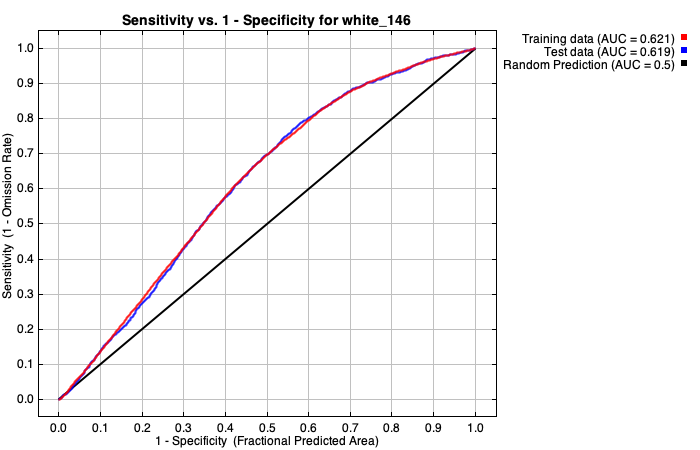 Sensitivity vs. 1 - Specificity for white_146
Training data (AUC = 0.621)
Test data (AUC = 0.619)
Random Prediction (AUC = 0.5)
Sensitivity (1 - Omission Rate)
1.0
0.9
0.8
0.7
0.6
0.5
0.4
0.3
0.2
0.1
0.0
0.0 0.1 0.2 0.3 0.4 0.5 0.6 0.7 0.8 0.9 1.0
1 - Specificity (Fractional Predicted Area)